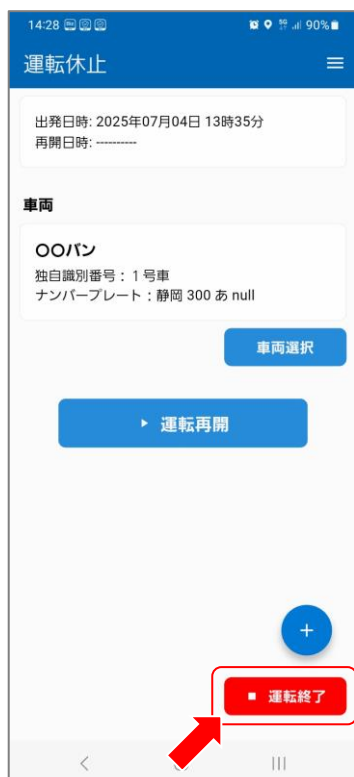 14:28
90%
運転休止
出発日時: 2025年07月04日 13時35分
再開日時: ----------
車両
〇〇バン
独自識別番号：１号車
ナンバープレート：静岡 300 あ null
車両選択
運転再開
+
運転終了